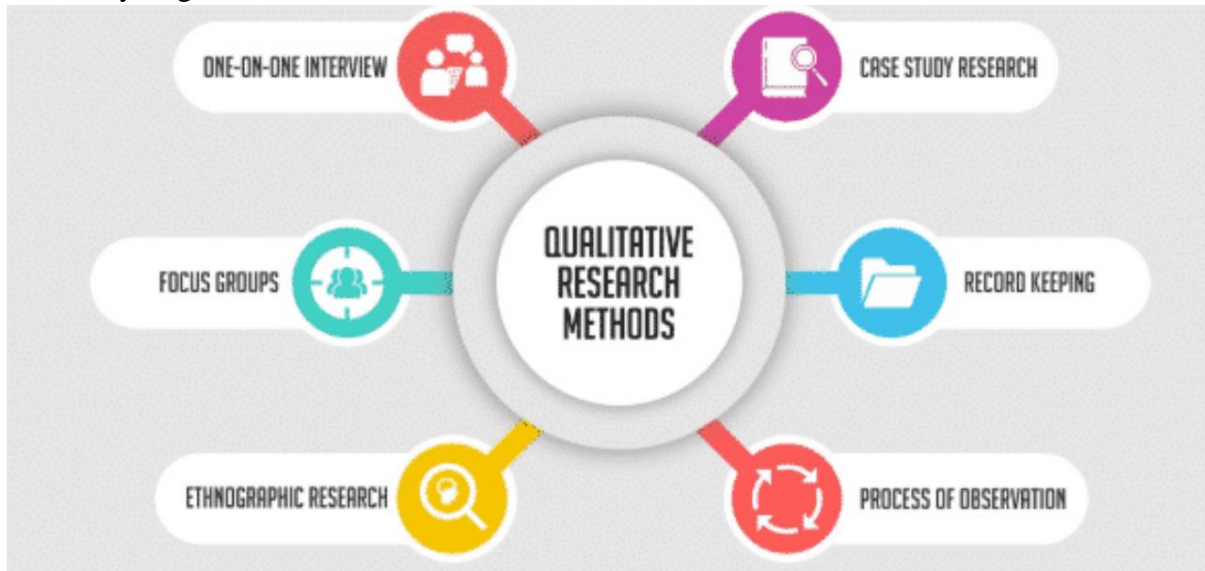 ONE-ON-ONE INTERVIEW
CASE STUDY RESEARCH
QUALITATIVE
RESEARCH
METHODS
FOCUS GROUPS
RECORD KEEPING
ETHNOGRAPHIC RESEARCH
PROCESS OF OBSERVATION